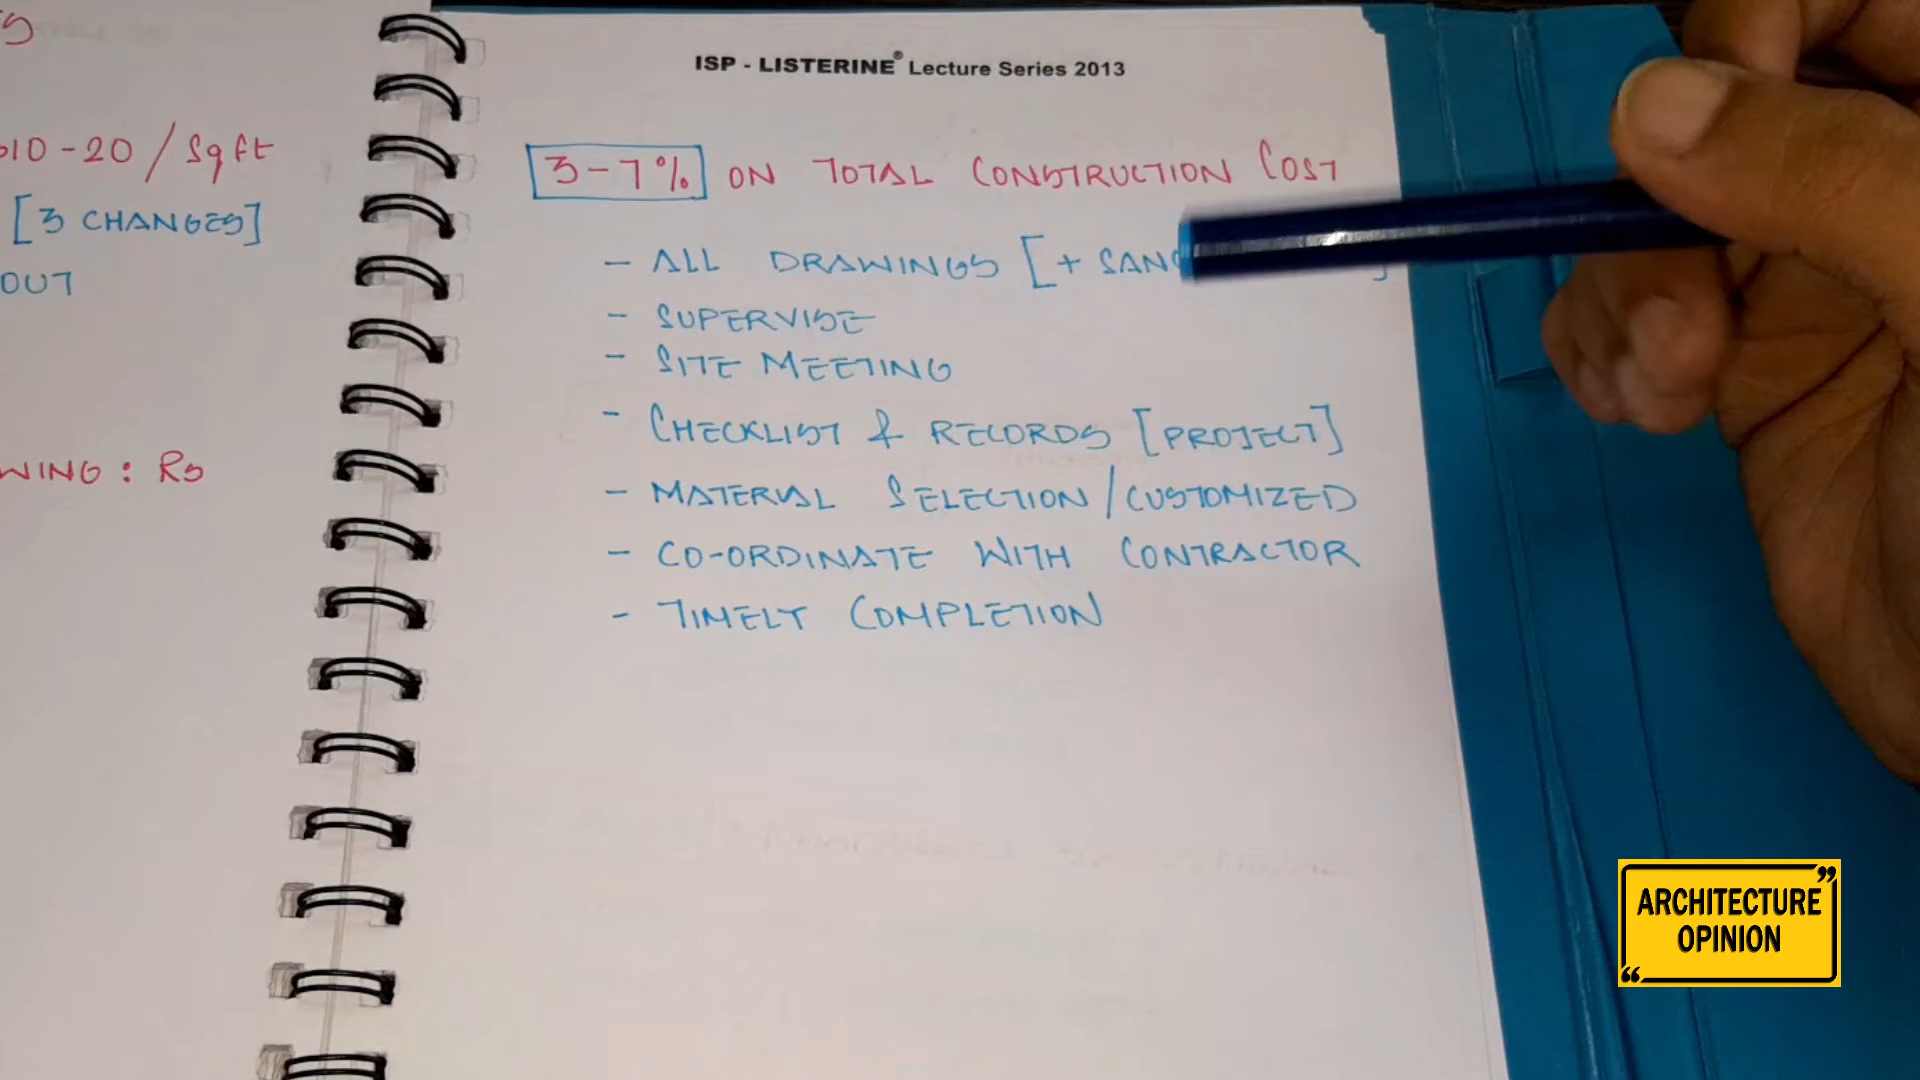 10-20 / Sq ft
[3 CHANGES]
OUT
WING : RS
ISP - LISTERINE® Lecture Series 2013
3-7% ON TOTAL CONSTRUCTION COST
- ALL DRAWINGS [+ SANC ]
- SUPERVISE
- SITE MEETING
- CHECKLIST & RECORDS [PROJECT]
- MATERIAL SELECTION/CUSTOMIZED
- CO-ORDINATE WITH CONTRACTOR
- TIMELY COMPLETION
"ARCHITECTURE
OPINION"